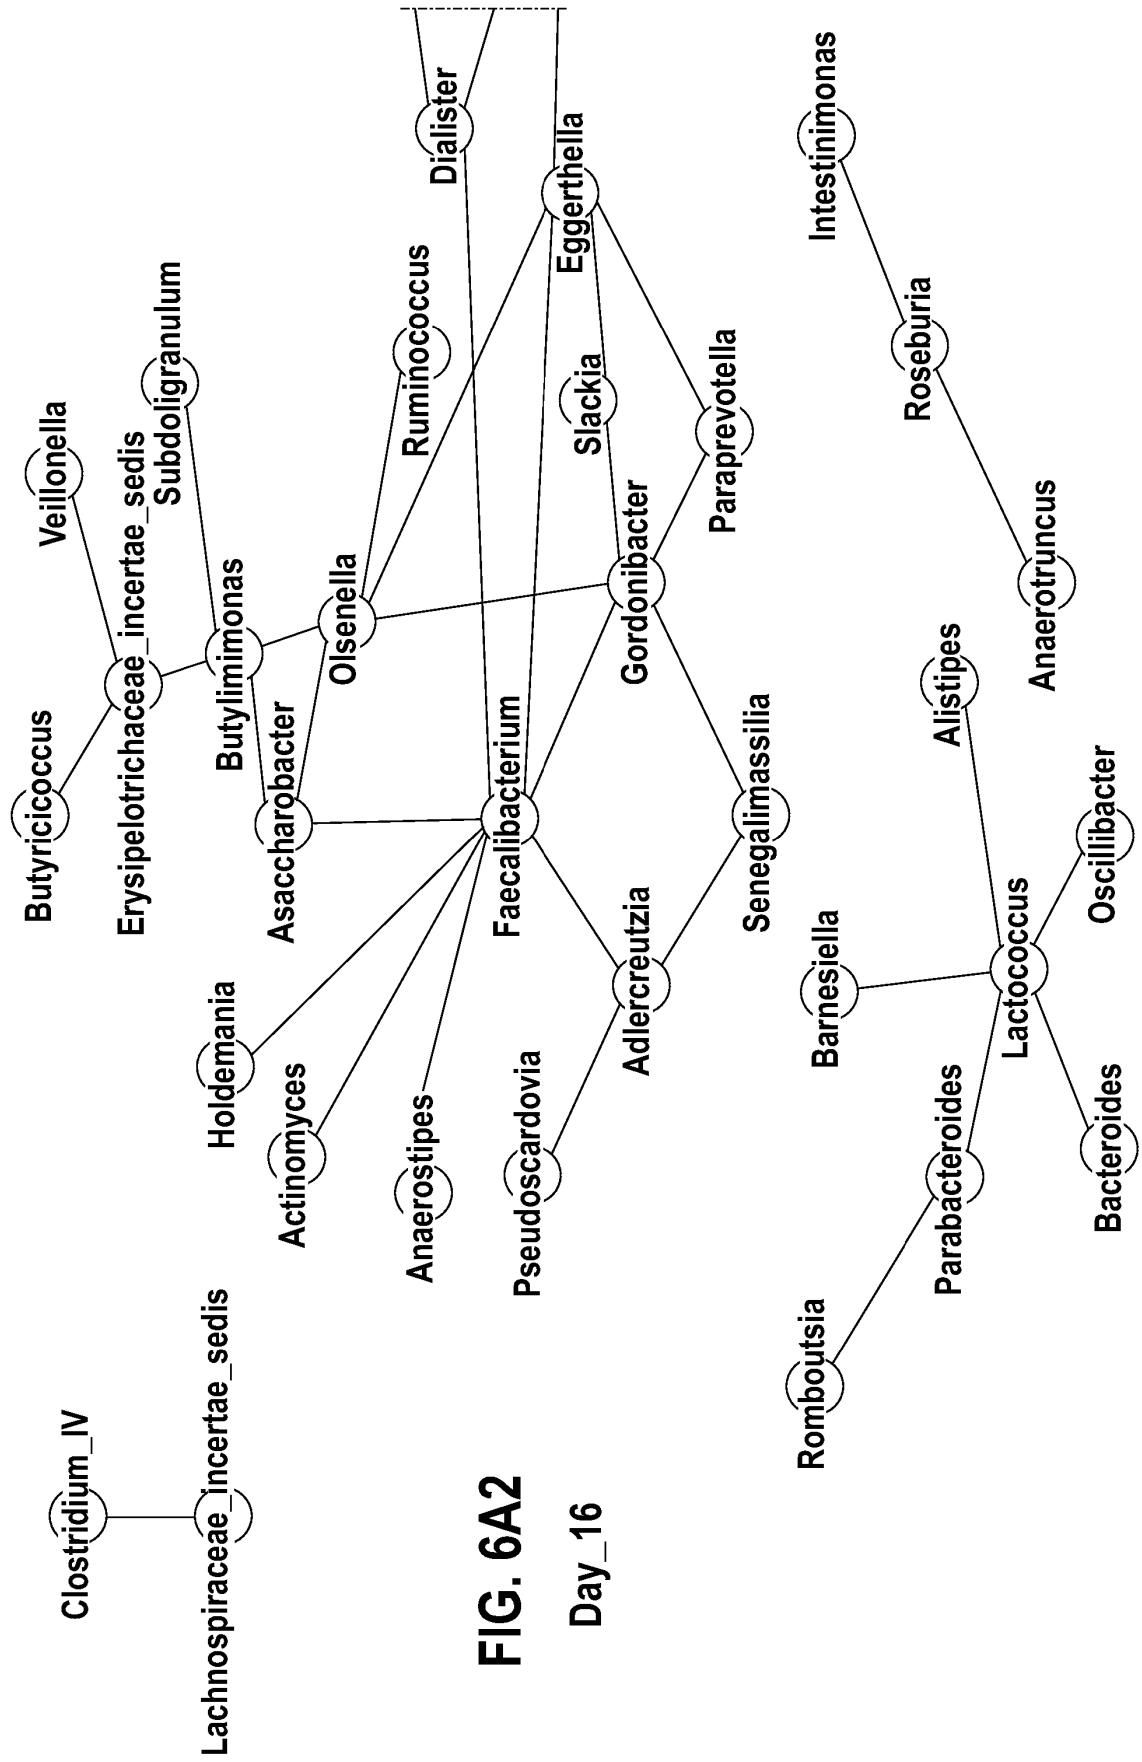 Clostridium_IV
Lachnospiraceae_incertae_sedis
FIG. 6A2
Day_16
Butyricicoccus
Veillonella
Erysipelotrichaceae_incertae_sedis
Subdoligranulum
Butylimimonas
Asaccharobacter
Olsenella
Ruminococcus
Dialister
Holdemania
Actinomyces
Anaerostipes
Faecalibacterium
Eggerthella
Slackia
Pseudoscardovia
Adlercreutzia
Gordonibacter
Paraprevotella
Senegalimassilia
Romboutsia
Parabacteroides
Barnesiella
Lactococcus
Alistipes
Bacteroides
Oscillibacter
Anaerotruncus
Roseburia
Intestinimonas